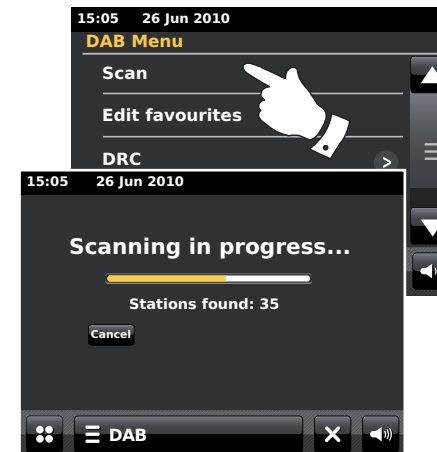 15:05 26 Jun 2010
DAB Menu
Scan
Edit favourites
DRC
15:05 26 Jun 2010
Scanning in progress...
Stations found: 35
Cancel
DAB